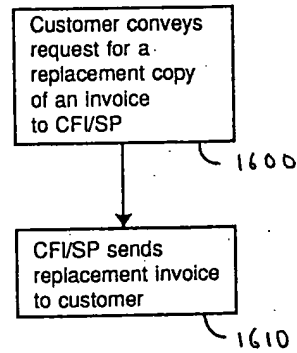 Customer conveys
request for a
replacement copy
of an invoice
to CFI/SP
1600
CFI/SP sends
replacement invoice
to customer
1610